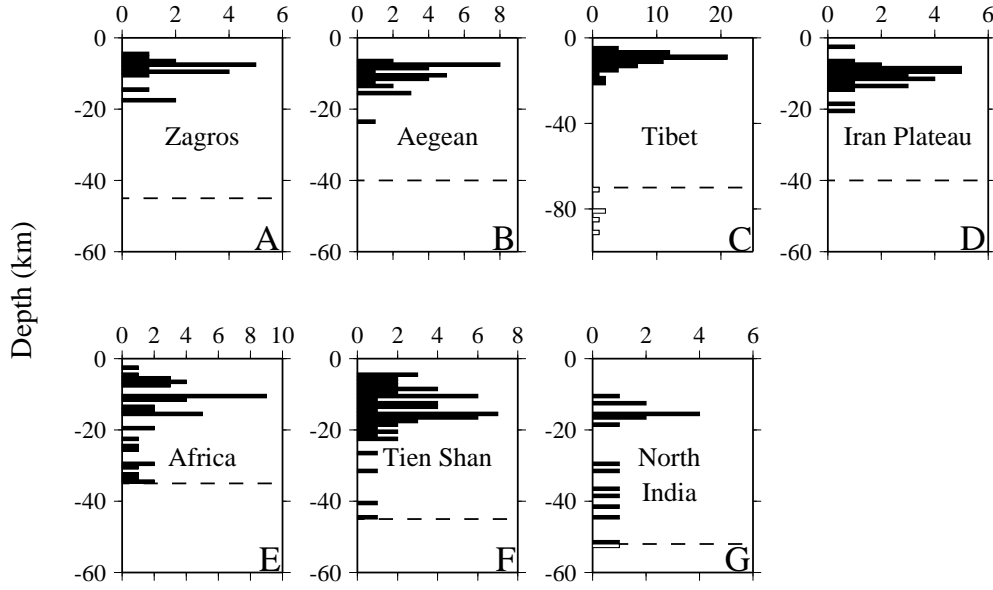 0 2 4 6
0 2 4 6 8
0 10 20
0 2 4 6
0
-20
-40
-60
Zagros
A
0
-20
-40
-60
Aegean
B
0
-40
-80
Tibet
C
0
-20
-40
-60
Iran Plateau
D
Depth (km)
0 2 4 6 8 10
0 2 4 6 8
0 2 4 6
0
-20
-40
-60
Africa
E
0
-20
-40
-60
Tien Shan
F
0
-20
-40
-60
North
India
G